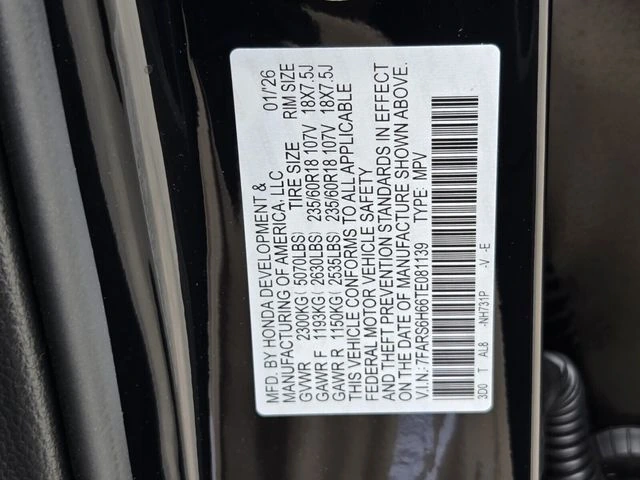 MFD. BY HONDA DEVELOPMENT &
MANUFACTURING OF AMERICA, LLC 01/26
GVWR 2300KG( 5070LBS) TIRE SIZE RIM SIZE
GAWR F 1193KG( 2630LBS) 235/60R18 107V 18X7.5J
GAWR R 1150KG( 2535LBS) 235/60R18 107V 18X7.5J
THIS VEHICLE CONFORMS TO ALL APPLICABLE
FEDERAL MOTOR VEHICLE SAFETY
AND THEFT PREVENTION STANDARDS IN EFFECT
ON THE DATE OF MANUFACTURE SHOWN ABOVE.
V.I.N.: 7FARS6H66TE081139 TYPE: MPV
3D0 T AL8 -NH731P -V -E